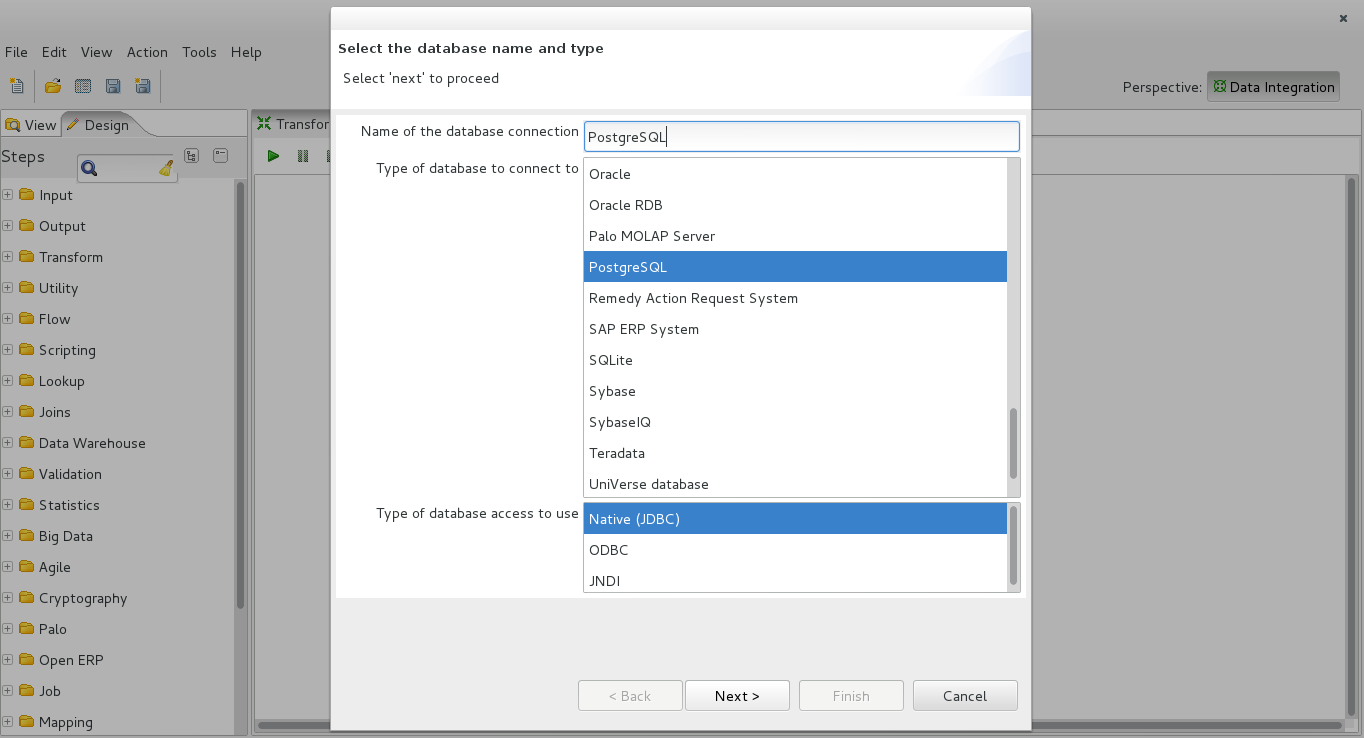 Select the database name and type
Select 'next' to proceed
File Edit View Action Tools Help
Perspective: Data Integration
View Design
Steps
Input
Output
Transform
Utility
Flow
Scripting
Lookup
Joins
Data Warehouse
Validation
Statistics
Big Data
Agile
Cryptography
Palo
Open ERP
Job
Mapping
Transfor
Name of the database connection PostgreSQL
Type of database to connect to
Oracle
Oracle RDB
Palo MOLAP Server
PostgreSQL
Remedy Action Request System
SAP ERP System
SQLite
Sybase
SybaseIQ
Teradata
UniVerse database
Type of database access to use
Native (JDBC)
ODBC
JNDI
< Back Next > Finish Cancel